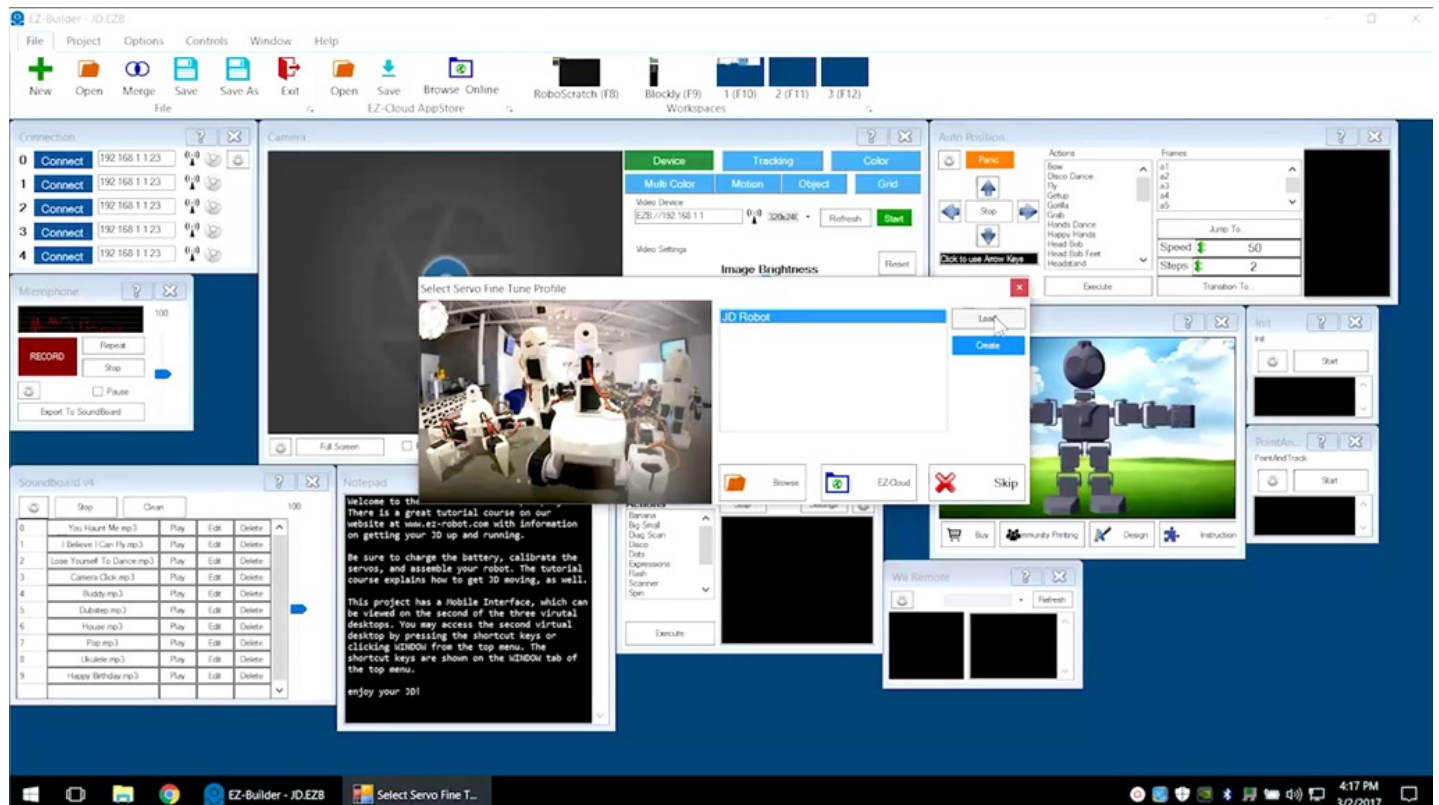 EZ-Builder - JD.EZB
File Project Options Controls Window Help
New Open Merge Save Save As Exit Open Save Browse Online RoboScratch (F8) Blockly (F9) 1 (F10) 2 (F11) 3 (F12)
File EZ-Cloud AppStore Workspaces
Connection
0 Connect 192.168.1.1:23
1 Connect 192.168.1.1:23
2 Connect 192.168.1.1:23
3 Connect 192.168.1.1:23
4 Connect 192.168.1.1:23
Camera
Device Tracking Color
Multi Color Motion Object Grid
Video Device
EZB://192.168.1.1 Refresh Start
Video Settings
Image Brightness Reset
Full Screen
Auto Position
Panic
Stop
Click to use Arrow Keys
Actions
Bow
Disco Dance
Fly
Getup
Gorilla
Grab
Hands Dance
Happy Hands
Head Bob
Head Bob Feet
Headstand
Execute
Frames
a1
a2
a3
a4
a5
Jump To...
Speed 50
Steps 2
Transition To...
Microphone
100
RECORD
Repeat
Stop
Pause
Export To SoundBoard
Select Servo Fine Tune Profile
JD Robot
Load
Create
Browse EZ-Cloud Skip
Init
Init
Start
PointAn...
PointAndTrack
Start
Buy Community Printing Design Instruction
Soundboard v4
Stop Clean 100
0 You Haunt Me.mp3 Play Edit Delete
1 I Believe I Can Fly.mp3 Play Edit Delete
2 Lose Yourself To Dance.mp3 Play Edit Delete
3 Camera Click.mp3 Play Edit Delete
4 Buddy.mp3 Play Edit Delete
5 Dubstep.mp3 Play Edit Delete
6 House.mp3 Play Edit Delete
7 Pop.mp3 Play Edit Delete
8 Ukulele.mp3 Play Edit Delete
9 Happy Birthday.mp3 Play Edit Delete
Notepad
Welcome to the
There is a great tutorial course on our
website at www.ez-robot.com with information
on getting your JD up and running.
Be sure to charge the battery, calibrate the
servos, and assemble your robot. The tutorial
course explains how to get JD moving, as well.
This project has a Mobile Interface, which can
be viewed on the second of the three virutal
desktops. You may access the second virtual
desktop by pressing the shortcut keys or
clicking WINDOW from the top menu. The
shortcut keys are shown on the WINDOW tab of
the top menu.
enjoy your JD!
Actions
Banana
Big-Small
Diag Scan
Disco
Dots
Expressions
Flash
Scanner
Spin
Execute
Wii Remote
Refresh
EZ-Builder - JD.EZB Select Servo Fine T...
4:17 PM
3/2/2017